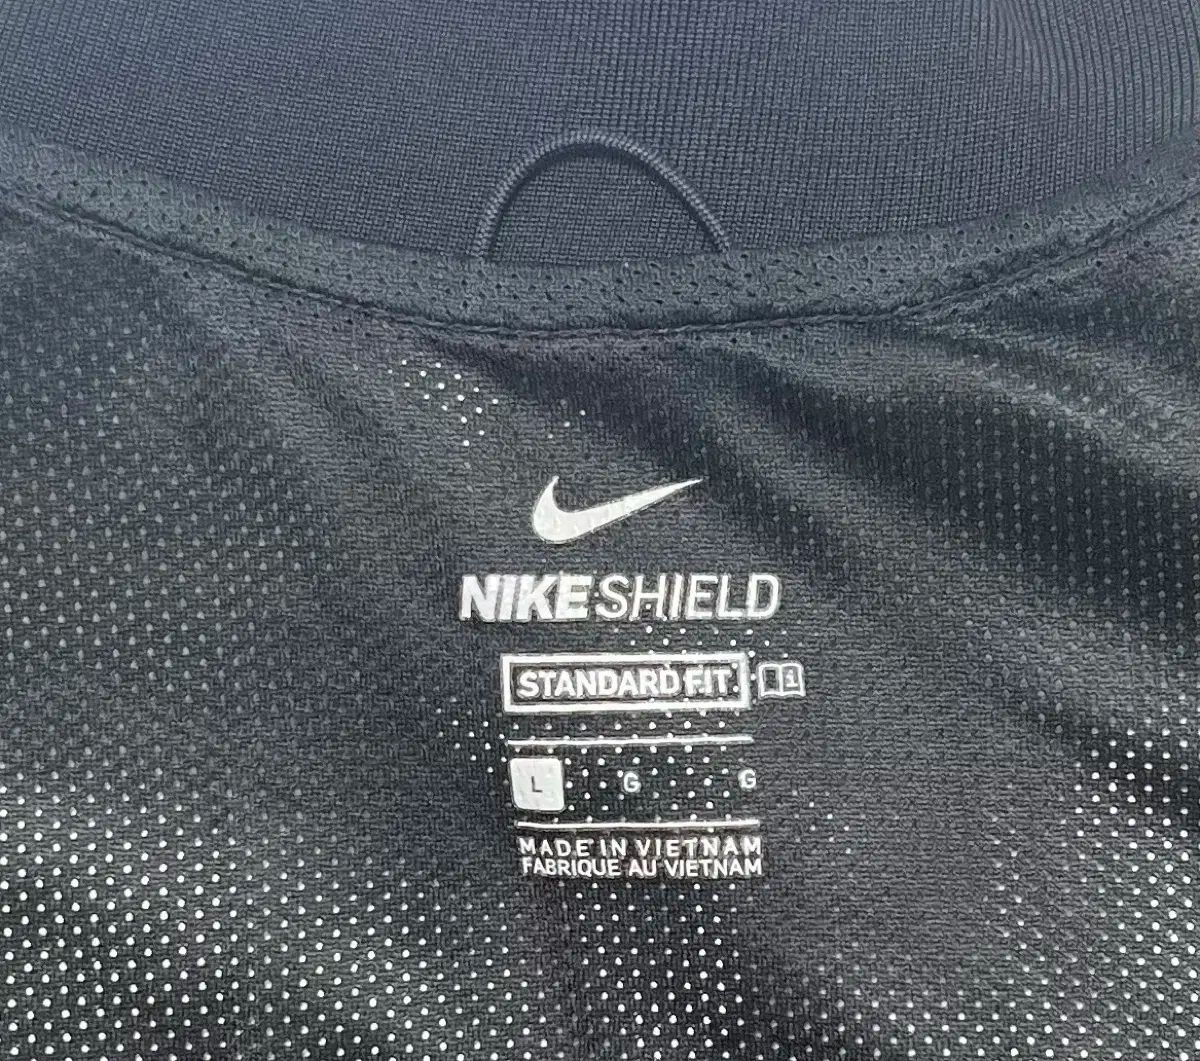 NIKE SHIELD
STANDARD FIT
L G G
MADE IN VIETNAM
FABRIQUE AU VIETNAM